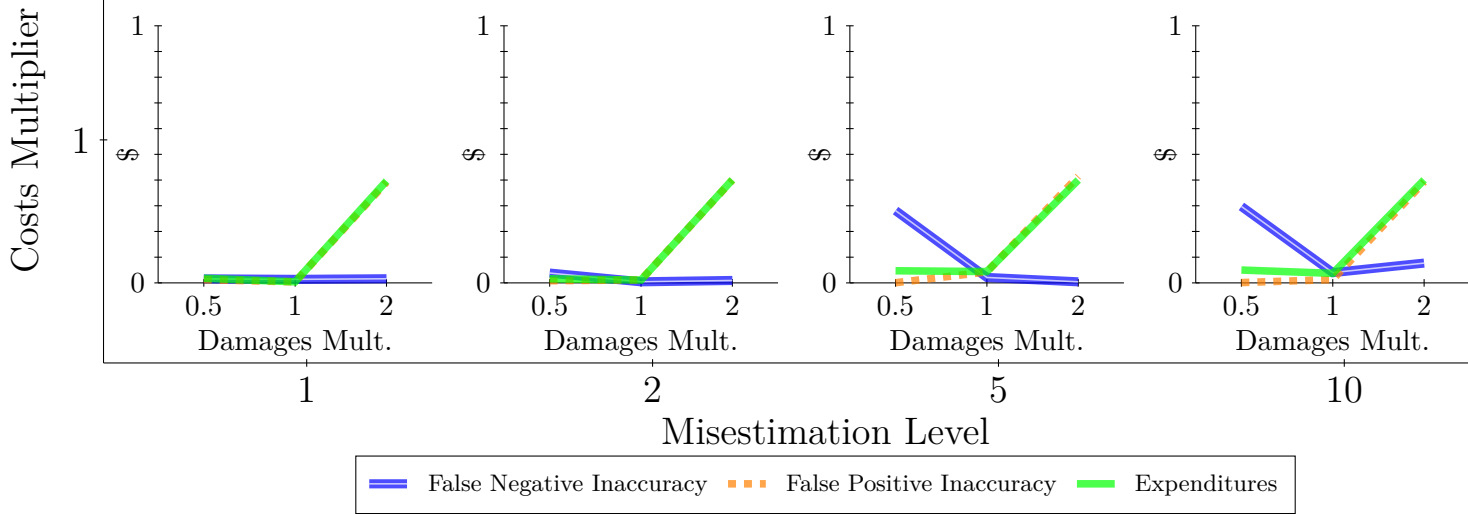 Costs Multiplier
1
1
$
0
0.5 1 2
Damages Mult.
1
$
0
0.5 1 2
Damages Mult.
1
$
0
0.5 1 2
Damages Mult.
1
$
0
0.5 1 2
Damages Mult.
1 2 5 10
Misestimation Level
False Negative Inaccuracy False Positive Inaccuracy Expenditures